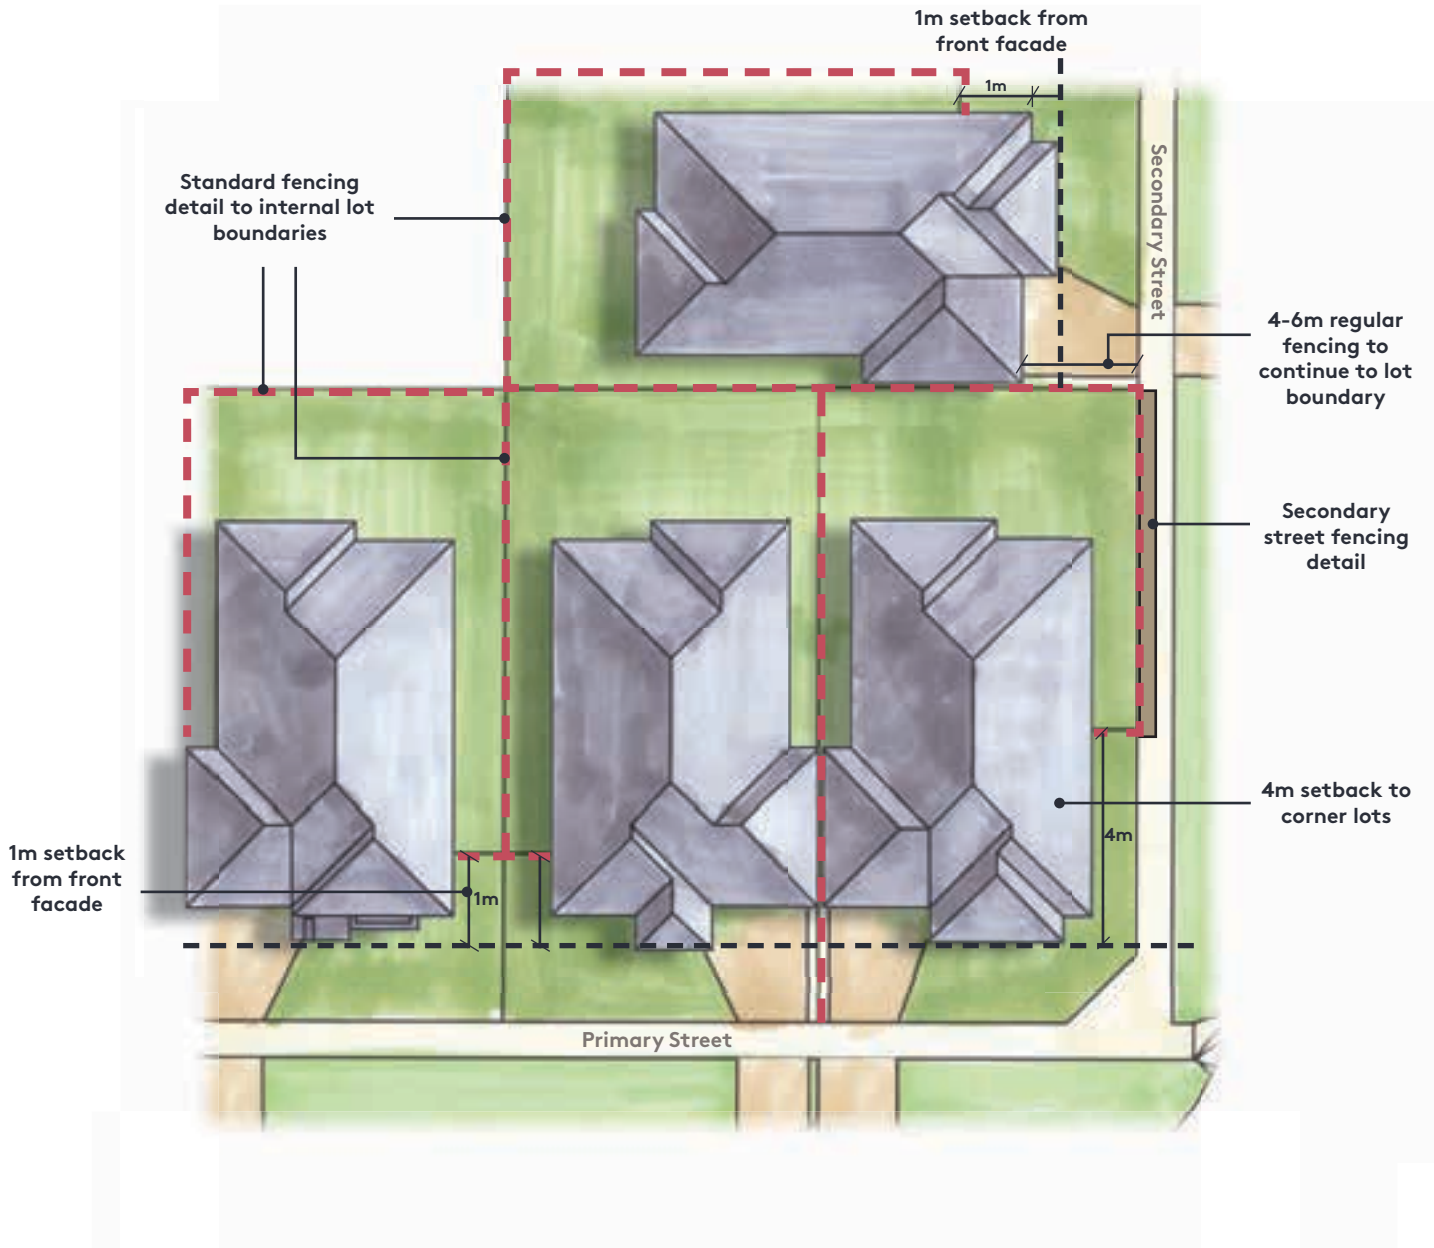 1m setback from
front facade
1m
Standard fencing
detail to internal lot
boundaries
Secondary Street
4-6m regular
fencing to
continue to lot
boundary
Secondary
street fencing
detail
4m setback to
corner lots
4m
1m setback
from front
facade
1m
Primary Street